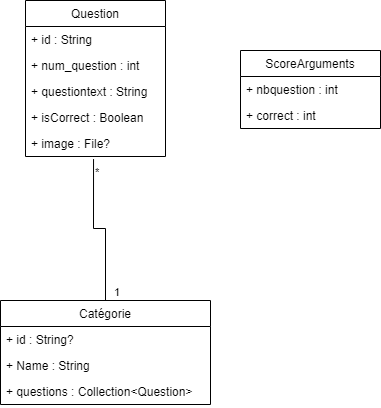 Question
+ id : String
+ num_question : int
+ questiontext : String
+ isCorrect : Boolean
+ image : File?
ScoreArguments
+ nbquestion : int
+ correct : int
*
1
Catégorie
+ id : String?
+ Name : String
+ questions : Collection<Question>